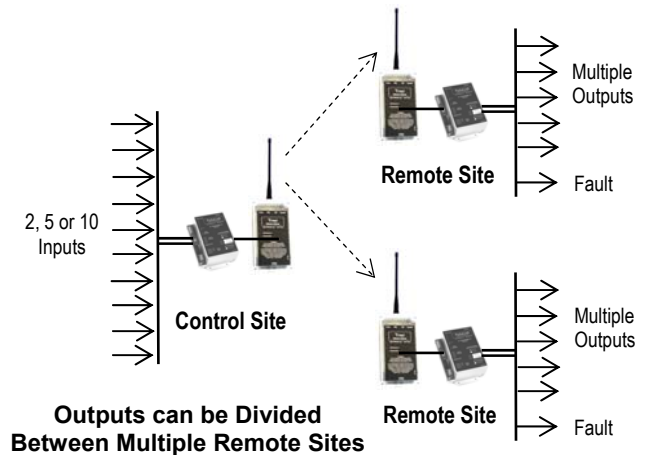 Multiple
Outputs
Remote Site
Fault
2, 5 or 10
Inputs
Control Site
Multiple
Outputs
Outputs can be Divided
Between Multiple Remote Sites
Remote Site
Fault